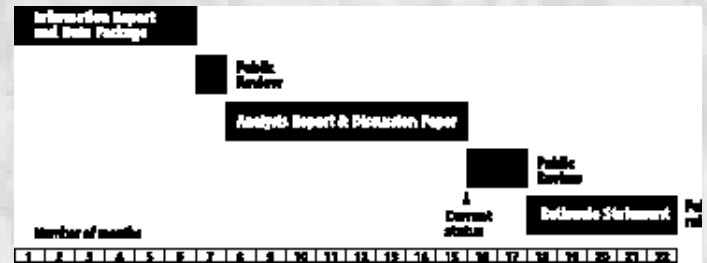 Information Report
and Data Package
Public
Review
Analysis Report & Discussion Paper
Public
Review
Current
status
Rationale Statement
Number of months
1 2 3 4 5 6 7 8 9 10 11 12 13 14 15 16 17 18 19 20 21 22